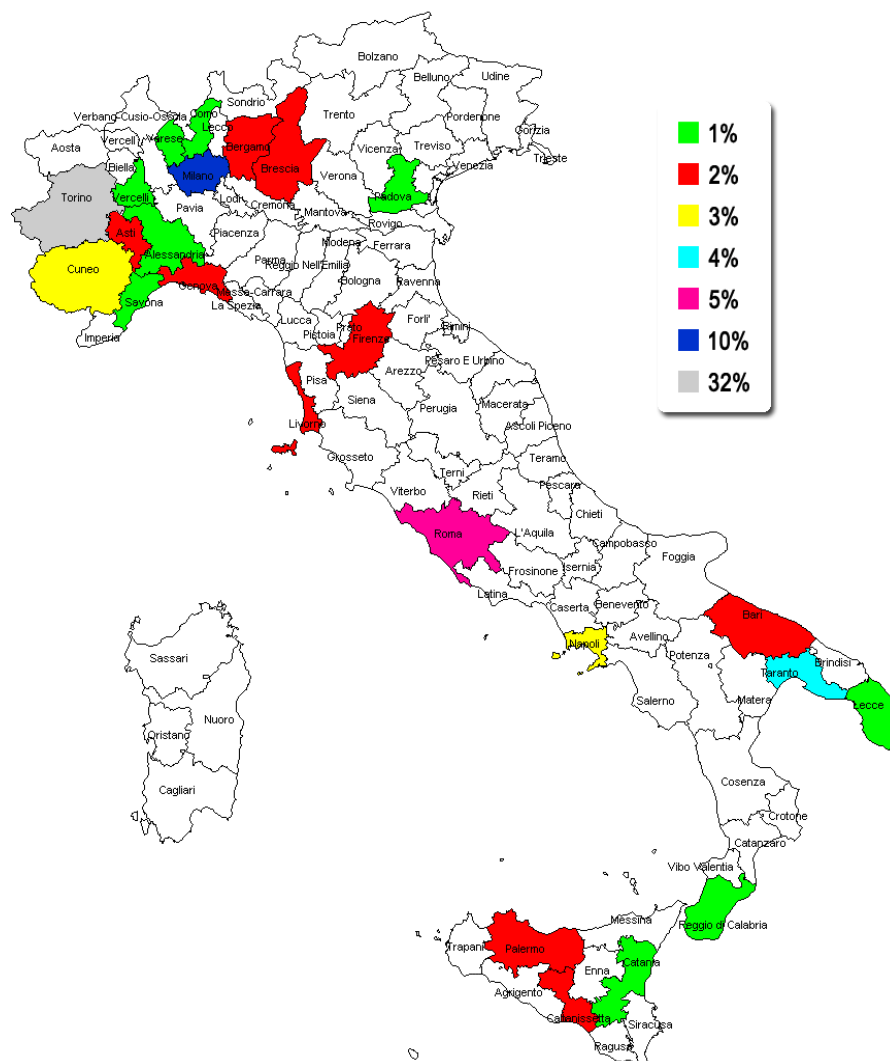 Bolzano
Belluno
Udine
Sondrio
Trento
Pordenone
Verbang-Cusio-Ossola
Como
Lecco
Gorizia
Aosta
Vercelli
Varese
Bergamo
Vicenza
Treviso
Venezia
Trieste
Biella
Brescia
Verona
Torino
Milano
Padova
Vercelli
Lodi
Cremona
Mantova
Pavia
Rovigo
Asti
Piacenza
Modena
Ferrara
Alessandria
Parma
Reggio Nell'Emilia
Cuneo
Genova
Bologna
Ravenna
Massa-Carrara
Savona
La Spezia
Lucca
Prato
Forli'
Rimini
Imperia
Pistoia
Firenze
Pesaro E Urbino
Pisa
Arezzo
Siena
Macerata
Perugia
Livorno
Ascoli Piceno
Grosseto
Teramo
Terni
Viterbo
Rieti
Pescara
Chieti
Roma
L'Aquila
Campobasso
Foggia
Isernia
Frosinone
Latina
Caserta
Benevento
Bari
Napoli
Avellino
Potenza
Brindisi
Taranto
Sassari
Salerno
Matera
Lecce
Nuoro
Oristano
Cagliari
Cosenza
Crotone
Catanzaro
Vibo Valentia
Messina
Reggio di Calabria
Trapani
Palermo
Enna
Catania
Agrigento
Caltanissetta
Siracusa
Ragusa
1%
2%
3%
4%
5%
10%
32%